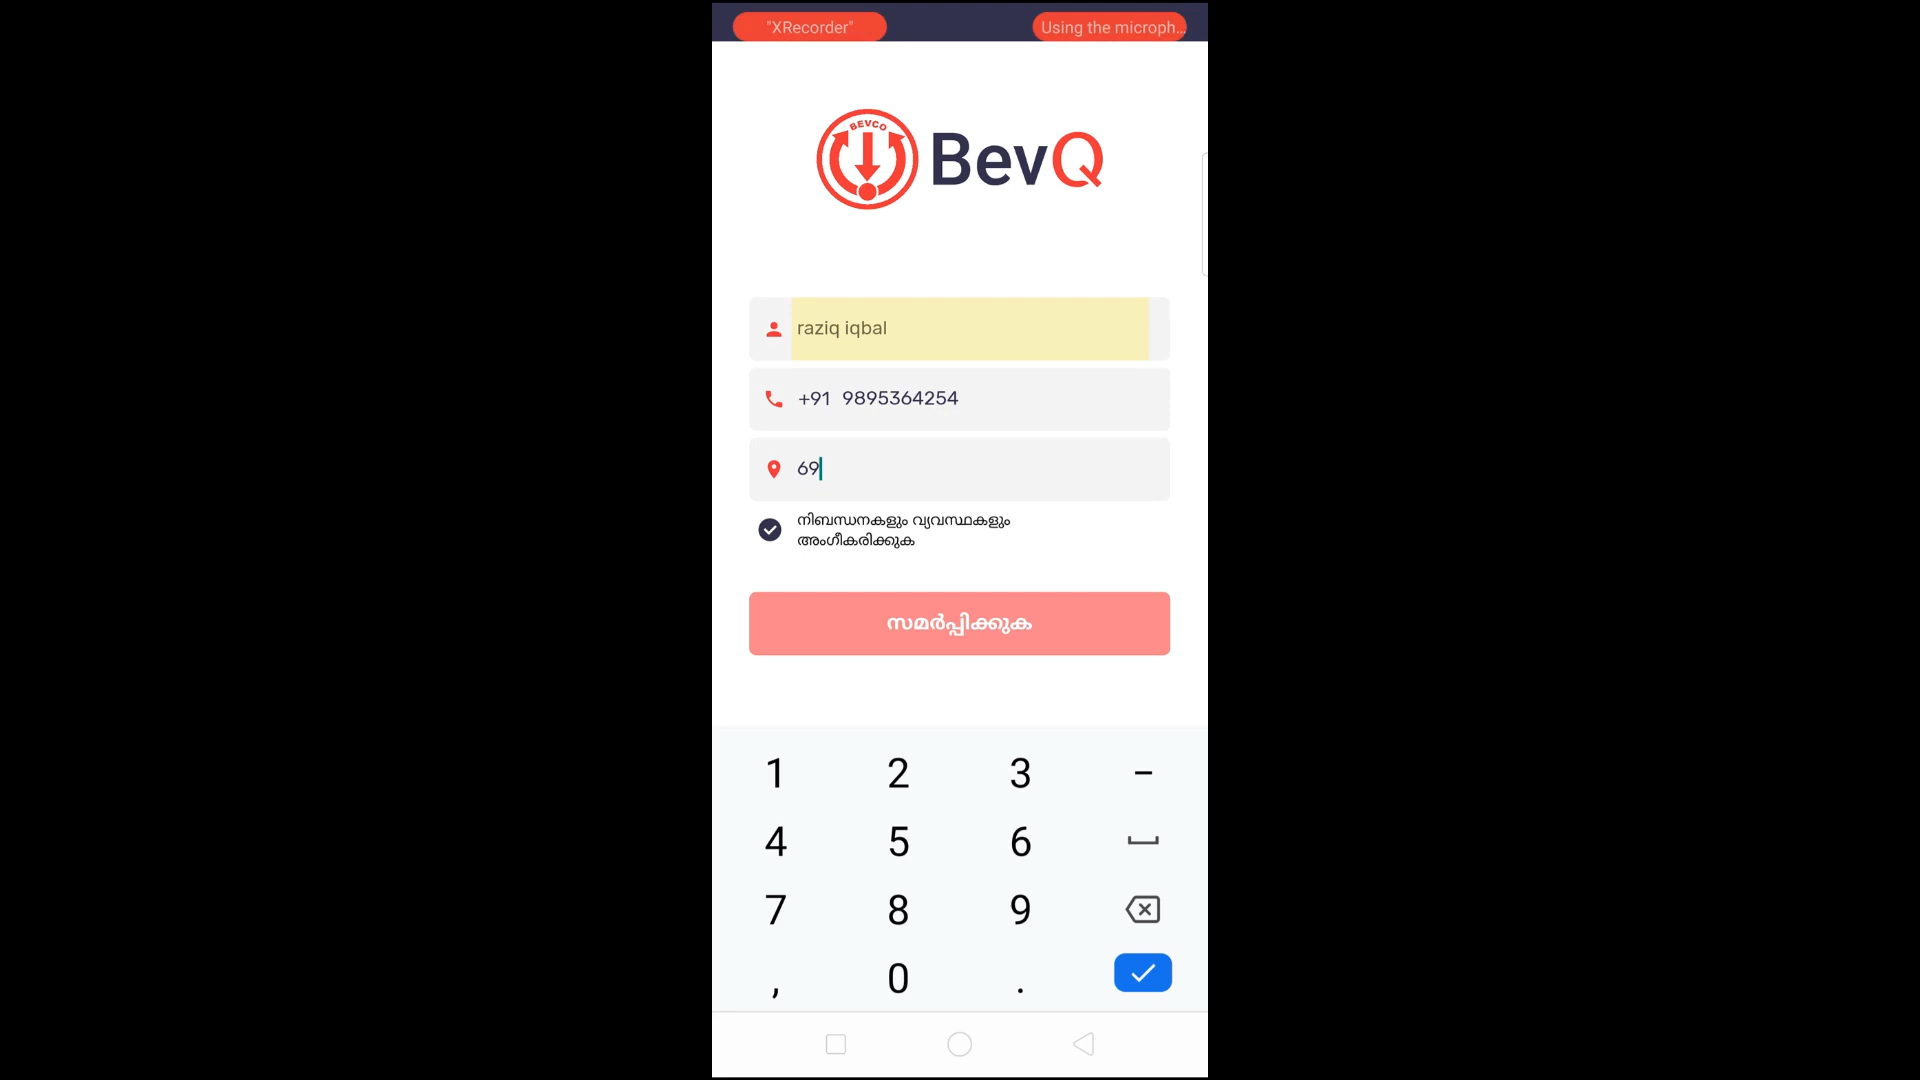 "XRecorder"
Using the microph...
BEVCO
BevQ
raziq iqbal
+91 9895364254
69
നിബന്ധനകളും വ്യവസ്ഥകളും
അംഗീകരിക്കുക
സമർപ്പിക്കുക
1 2 3 –
4 5 6
7 8 9
, 0 .